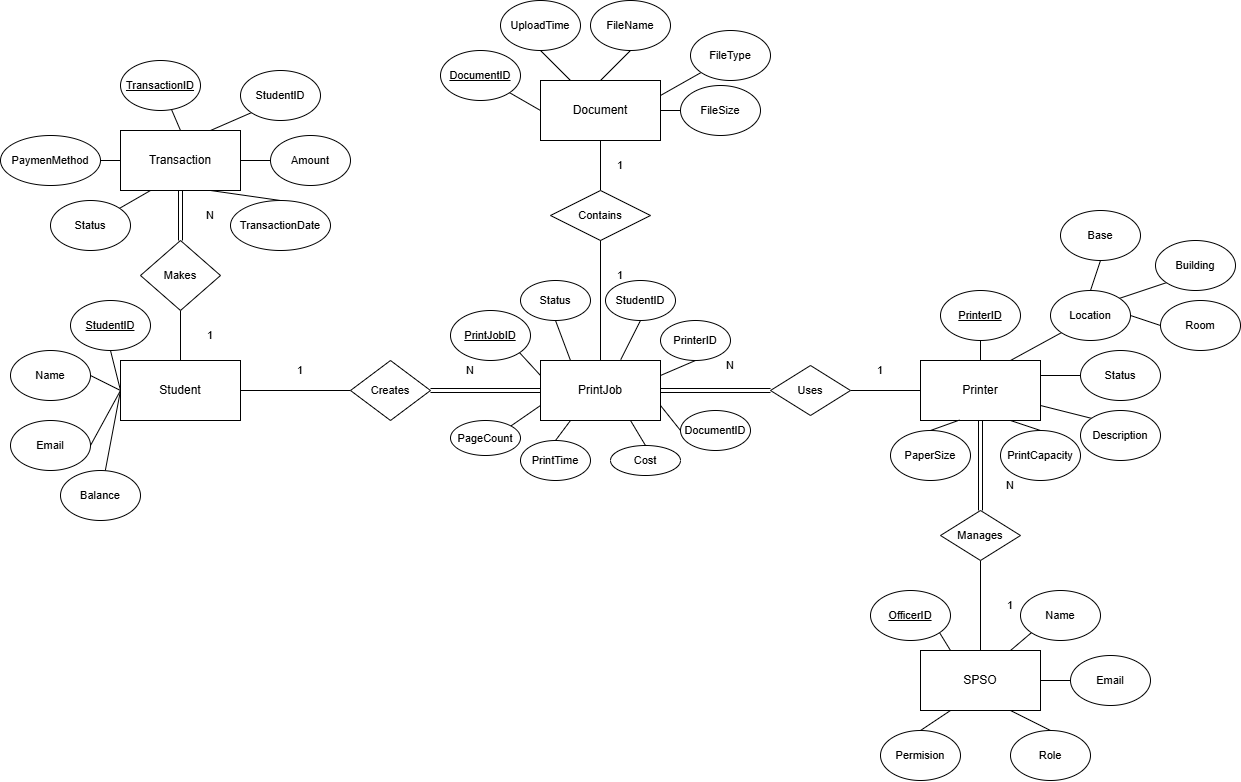 UploadTime
FileName
FileType
DocumentID
Document
FileSize
TransactionID
StudentID
PaymenMethod
Transaction
Amount
Status
N
TransactionDate
1
Contains
1
Makes
1
Base
Building
Location
Room
PrinterID
Status
StudentID
PrintJobID
PrinterID
StudentID
Name
Student
1
Creates
N
PrintJob
N
Uses
1
Printer
Status
Description
Email
Balance
PageCount
PrintTime
Cost
DocumentID
PaperSize
PrintCapacity
N
Manages
1
OfficerID
Name
SPSO
Email
Permision
Role